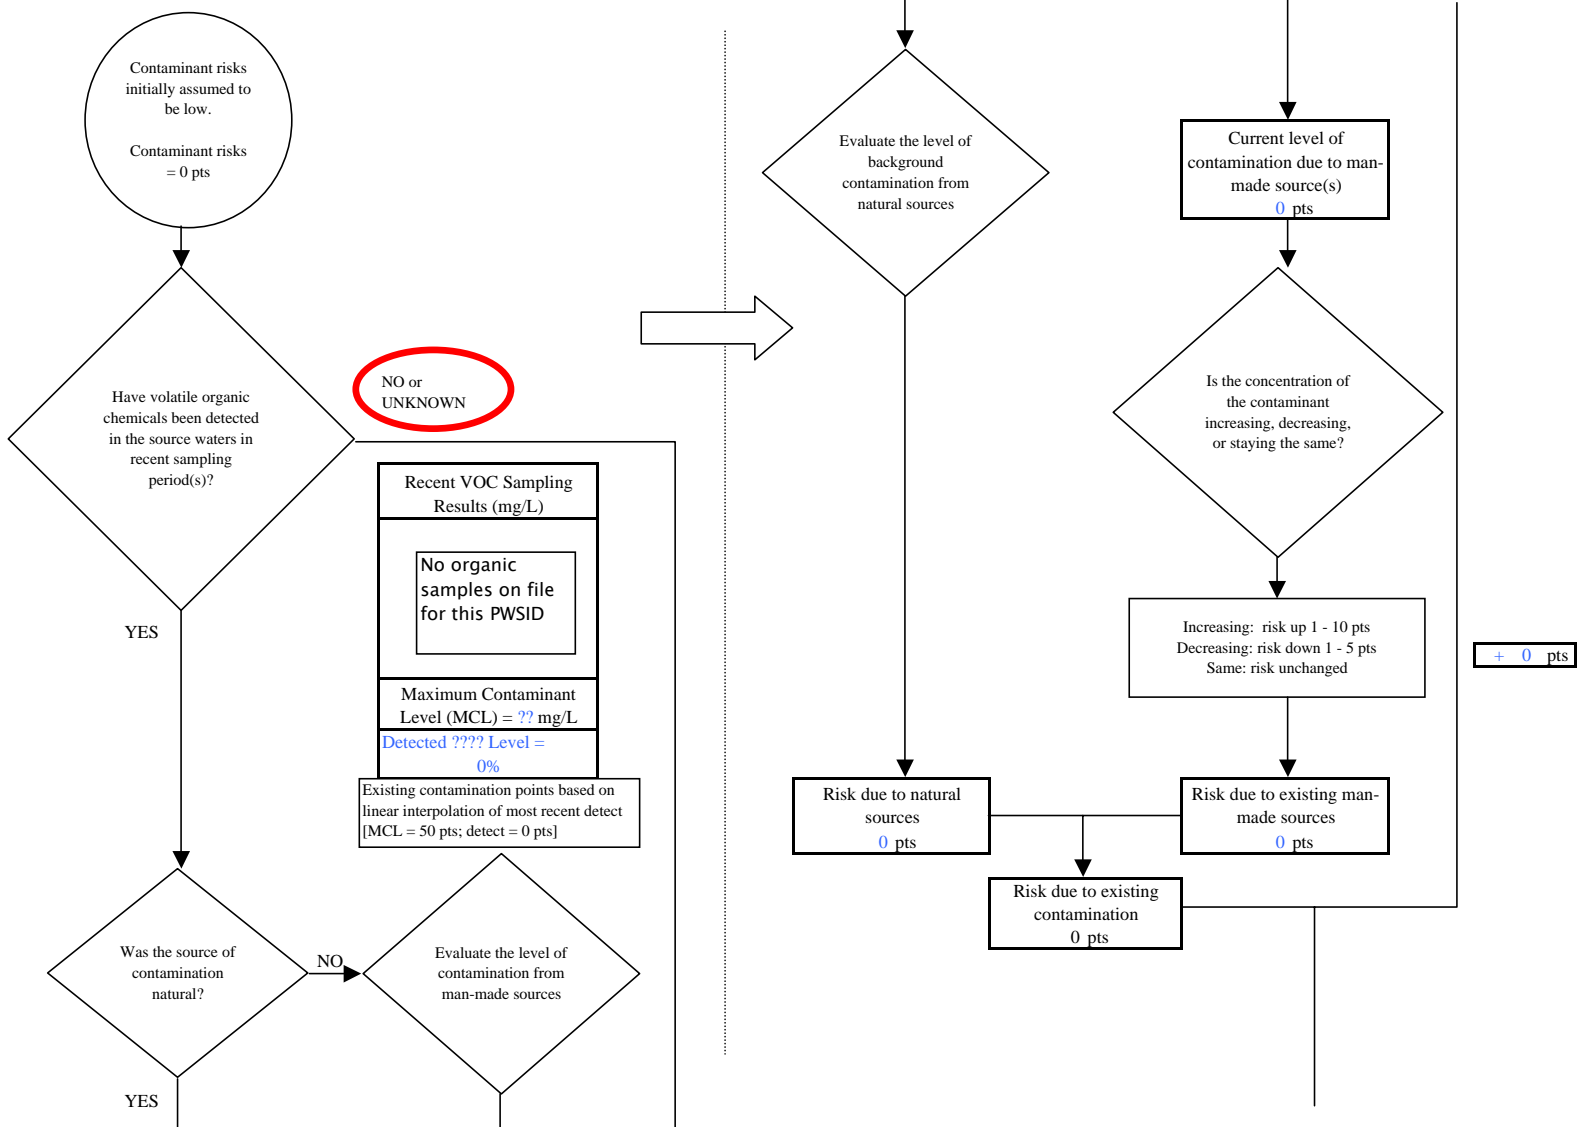 Contaminant risks
initially assumed to
be low.
Contaminant risks
= 0 pts
Have volatile organic
chemicals been detected
in the source waters in
recent sampling
period(s)?
NO or
UNKNOWN
YES
Recent VOC Sampling
Results (mg/L)
No organic
samples on file
for this PWSID
Maximum Contaminant
Level (MCL) = ?? mg/L
Detected ???? Level =
0%
Existing contamination points based on
linear interpolation of most recent detect
[MCL = 50 pts; detect = 0 pts]
Was the source of
contamination
natural?
NO
YES
Evaluate the level of
contamination from
man-made sources
Evaluate the level of
background
contamination from
natural sources
Current level of
contamination due to man-
made source(s)
0 pts
Is the concentration of
the contaminant
increasing, decreasing,
or staying the same?
Increasing: risk up 1 - 10 pts
Decreasing: risk down 1 - 5 pts
Same: risk unchanged
+ 0 pts
Risk due to natural
sources
0 pts
Risk due to existing man-
made sources
0 pts
Risk due to existing
contamination
0 pts